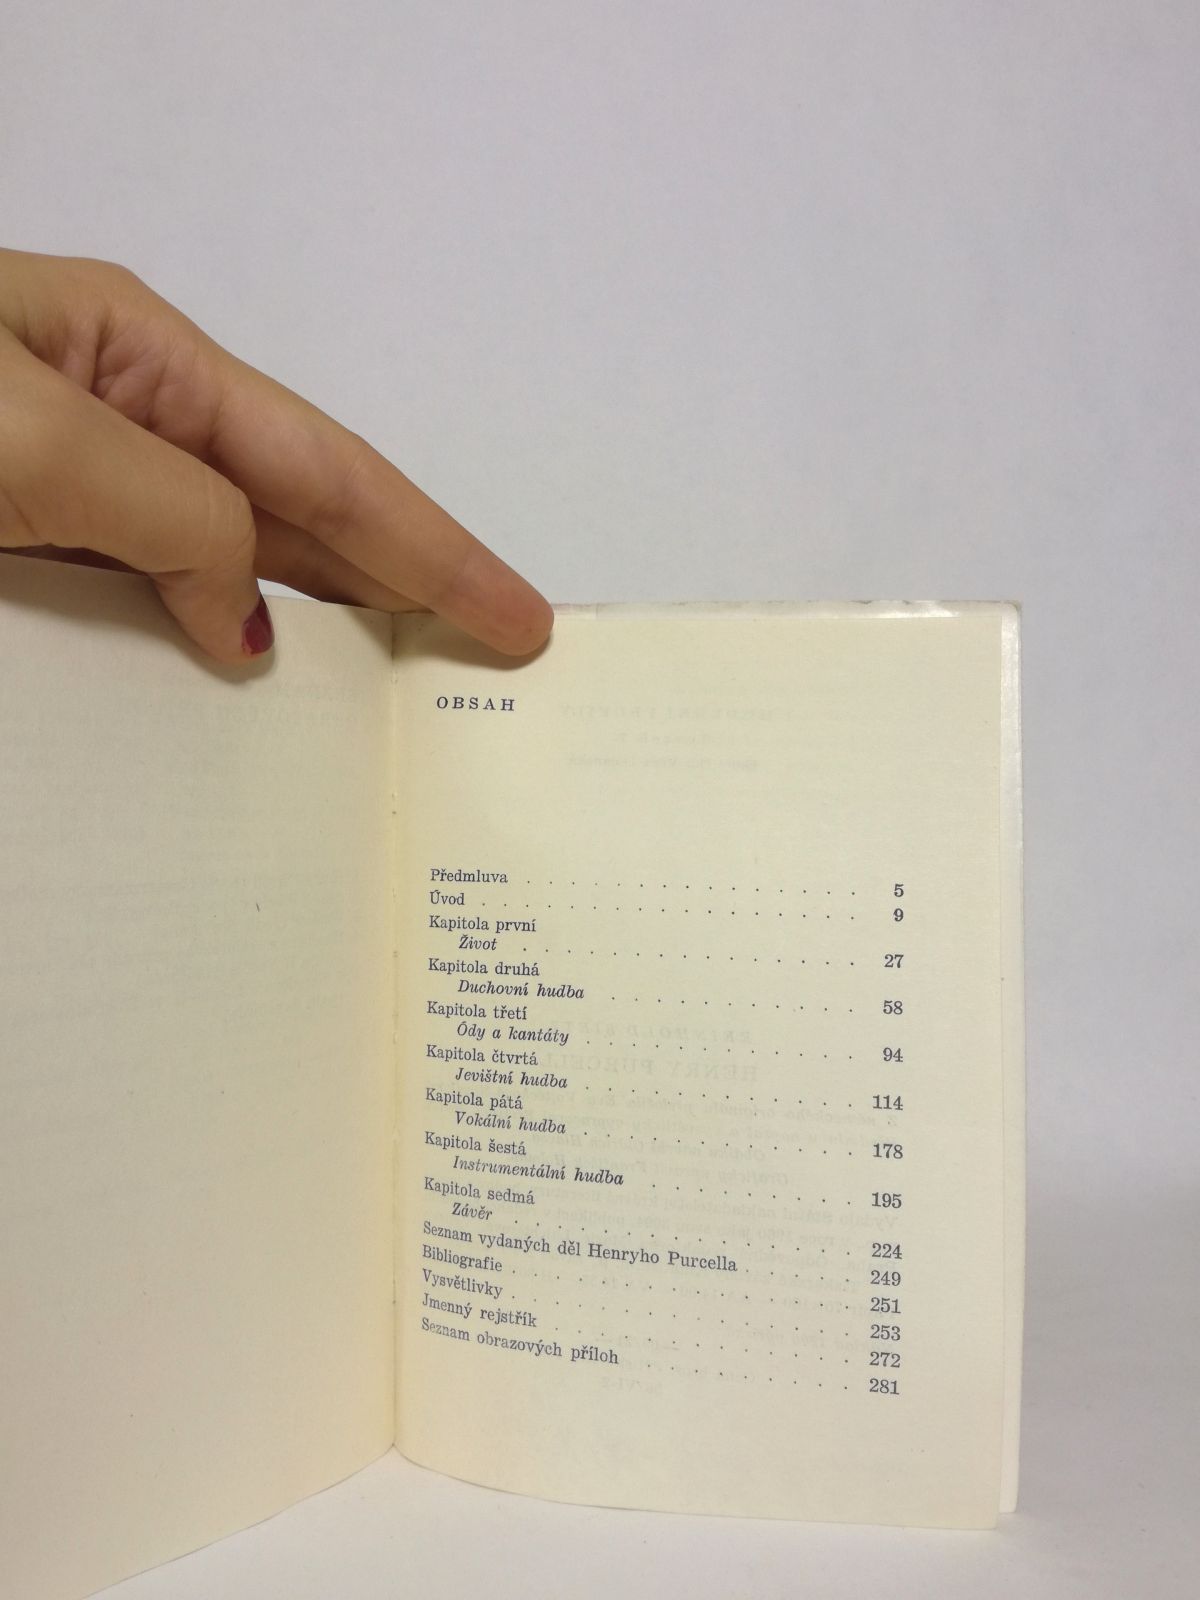 OBSAH
Předmluva . . . . . . . . . . . . . . . 5
Úvod . . . . . . . . . . . . . . . . . 9
Kapitola první
Život . . . . . . . . . . . . . . . 27
Kapitola druhá
Duchovní hudba . . . . . . . . . . . 58
Kapitola třetí
Ódy a kantáty . . . . . . . . . . . . 94
Kapitola čtvrtá
Jevištní hudba . . . . . . . . . . . . 114
Kapitola pátá
Vokální hudba . . . . . . . . . . . . 178
Kapitola šestá
Instrumentální hudba . . . . . . . . . 195
Kapitola sedmá
Závěr . . . . . . . . . . . . . . . 224
Seznam vydaných děl Henryho Purcella . . . . . 249
Bibliografie . . . . . . . . . . . . . . . 251
Vysvětlivky . . . . . . . . . . . . . . . 253
Jmenný rejstřík . . . . . . . . . . . . . 272
Seznam obrazových příloh . . . . . . . . . 281